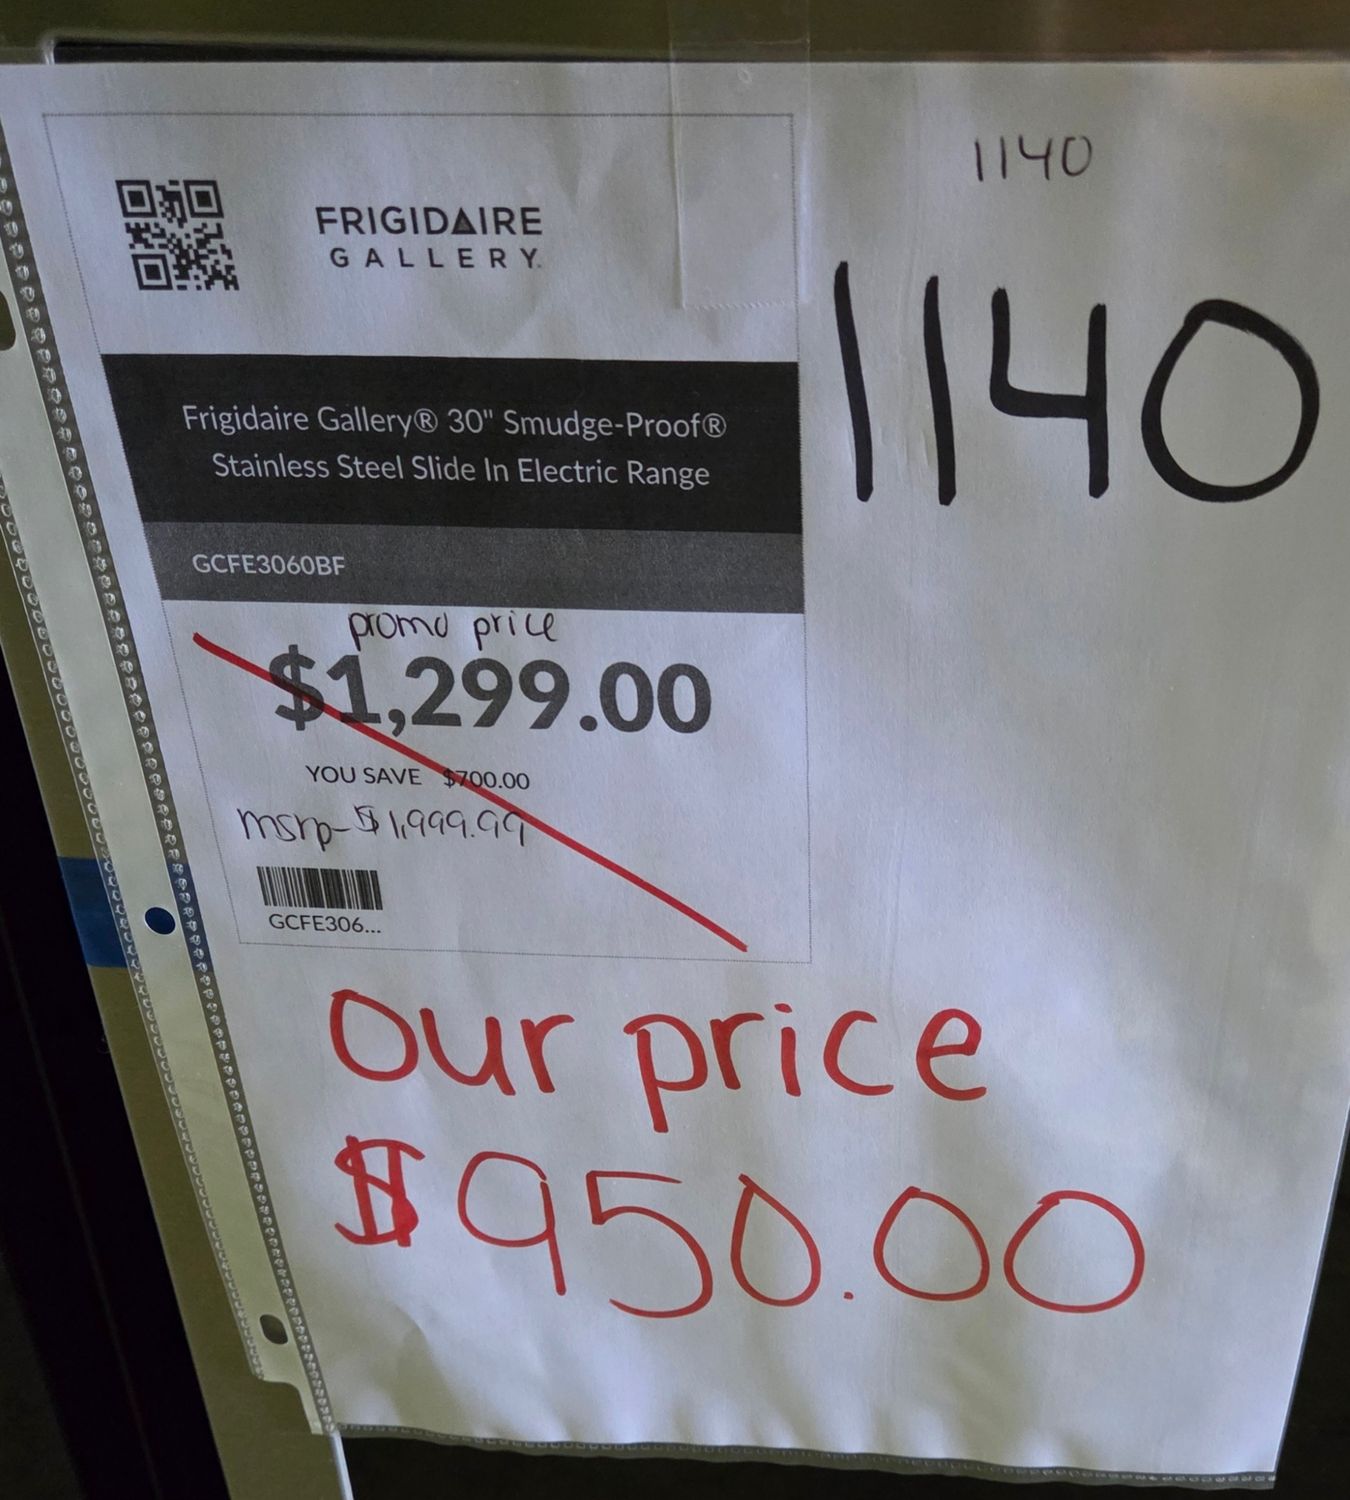 1140
1140
FRIGIDAIRE
GALLERY.
Frigidaire Gallery® 30" Smudge-Proof®
Stainless Steel Slide In Electric Range
GCFE3060BF
promo price
$1,299.00
YOU SAVE $700.00
msrp-$1,999.99
GCFE306...
our price
$950.00